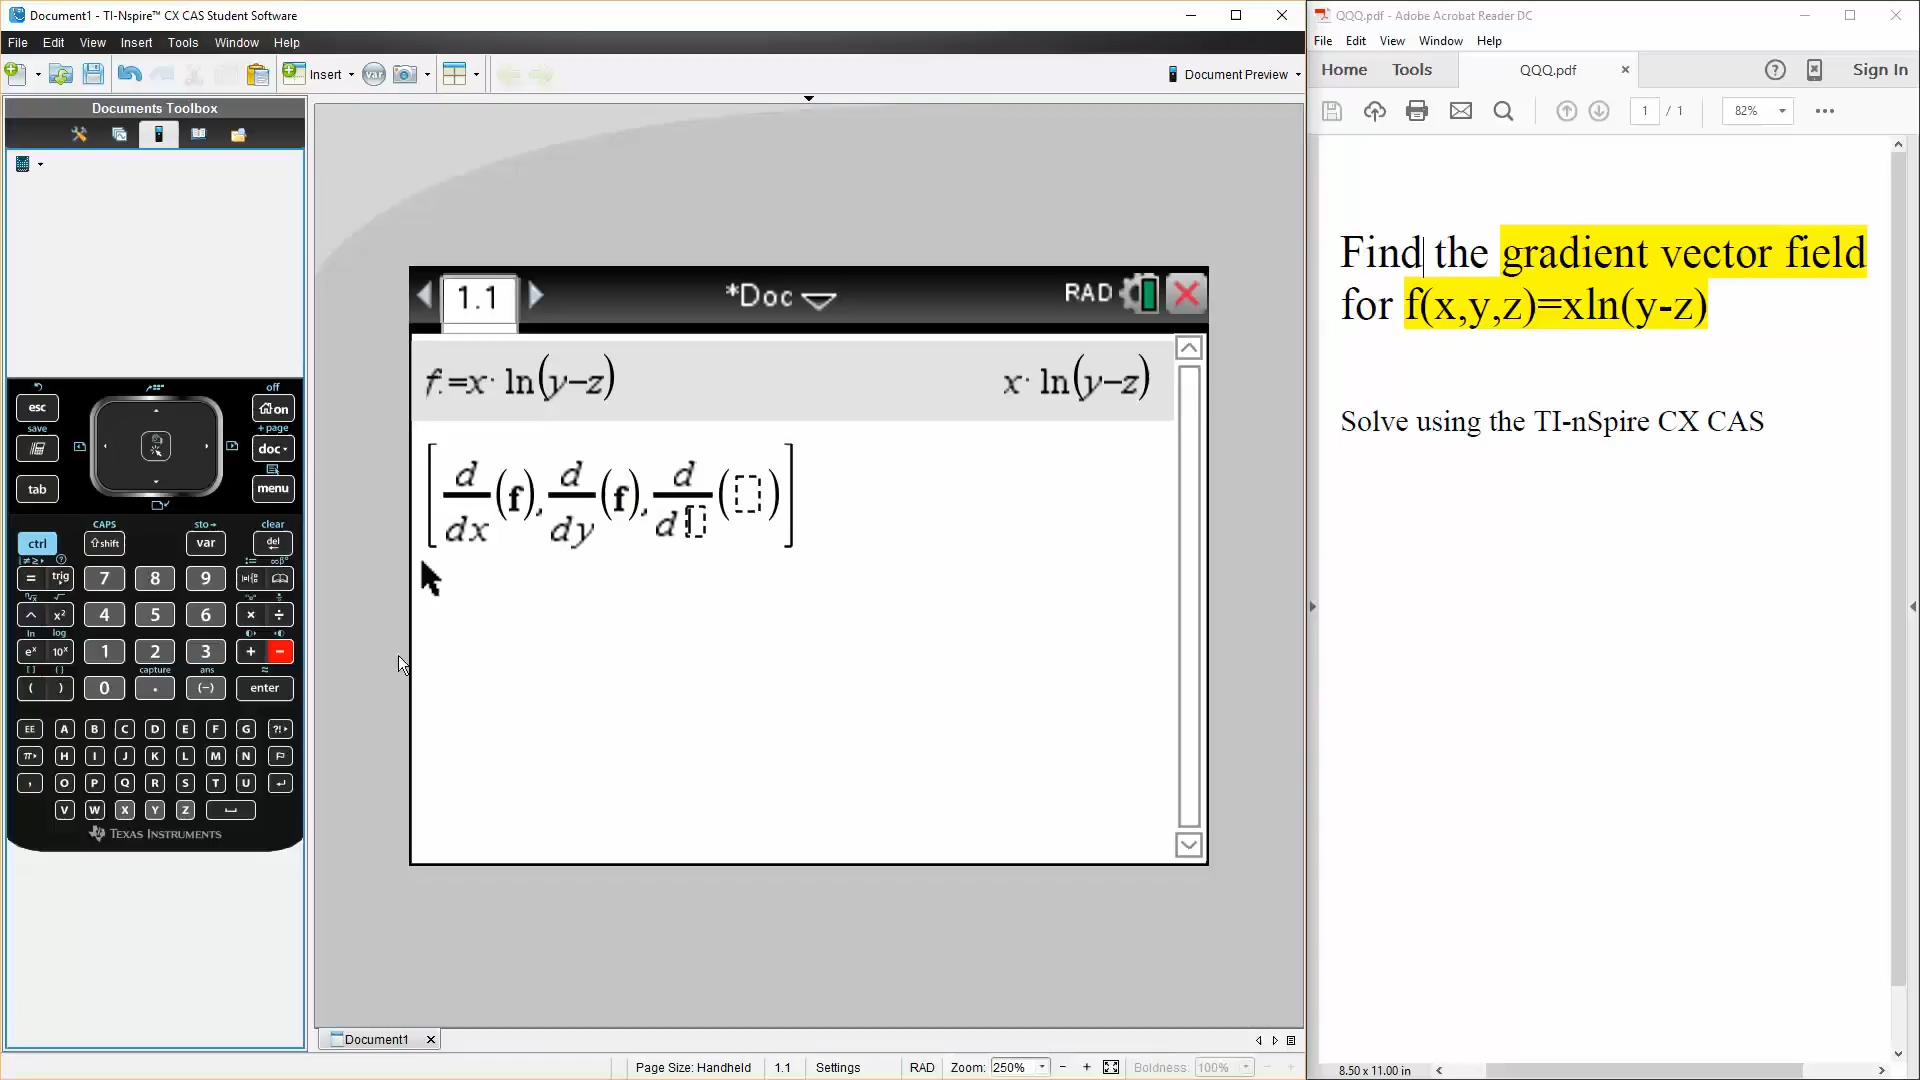 Document1 - TI-Nspire™ CX CAS Student Software
File Edit View Insert Tools Window Help
Insert
var
Document Preview
Documents Toolbox
off
esc
on
save
+ page
doc
tab
menu
CAPS
sto→
clear
ctrl
shift
var
del
= trig 7 8 9
^ x² 4 5 6 × ÷
ln log
eˣ 10ˣ 1 2 3 + −
[ ] { } capture ans ≈
( ) 0 . (−) enter
EE A B C D E F G ?!▸
π▸ H I J K L M N
, O P Q R S T U
V W X Y Z
TEXAS INSTRUMENTS
1.1 *Doc RAD
f:=x· ln(y−z) x· ln(y−z)
[d/dx(f), d/dy(f), d/d▯(▯)]
Document1
Page Size: Handheld 1.1 Settings RAD Zoom: 250% − + Boldness: 100% − +
QQQ.pdf - Adobe Acrobat Reader DC
File Edit View Window Help
Home Tools QQQ.pdf × Sign In
1 / 1 82%
Find the gradient vector field
for f(x,y,z)=xln(y-z)
Solve using the TI-nSpire CX CAS
8.50 x 11.00 in